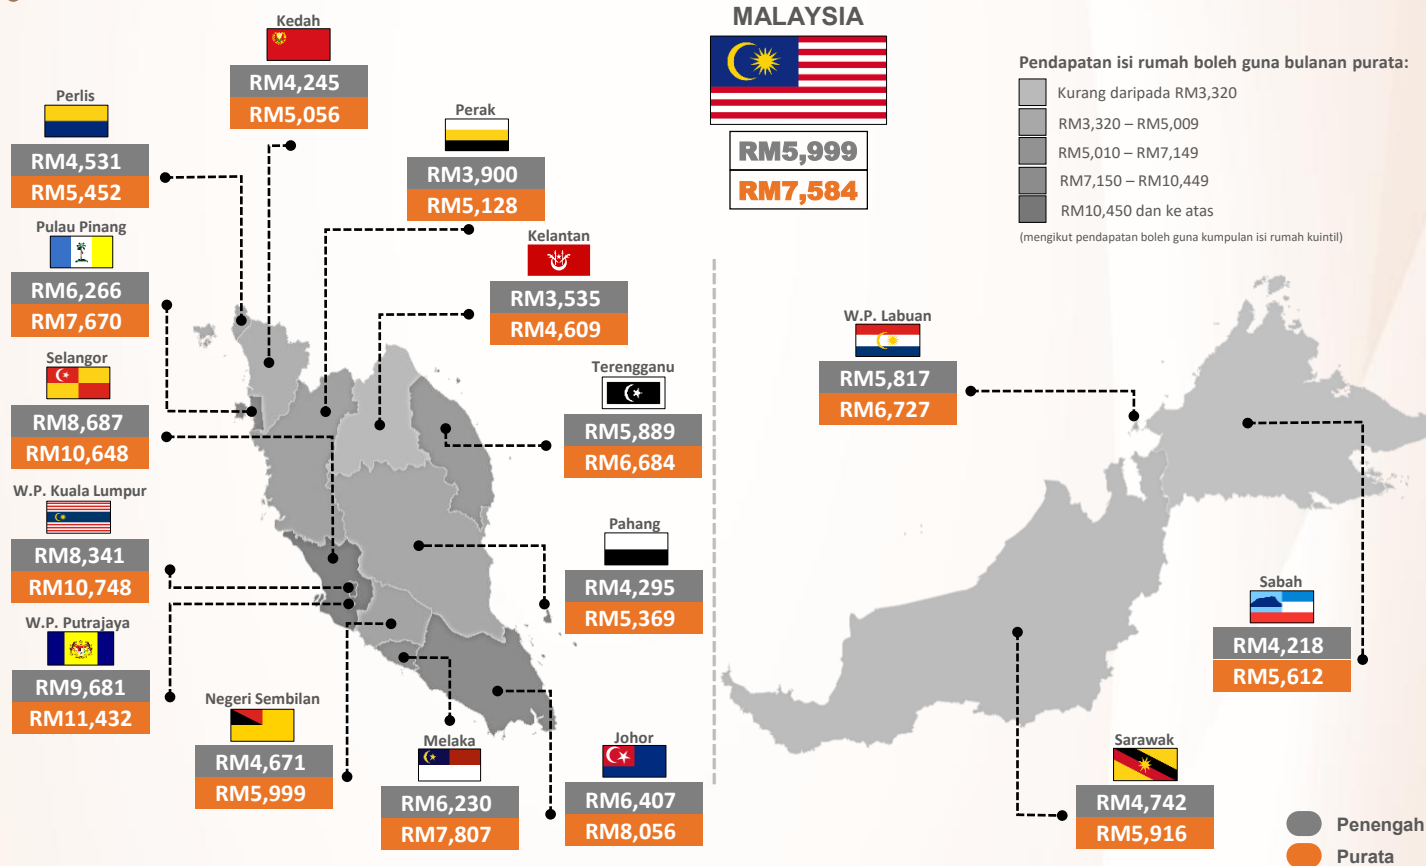 MALAYSIA
RM5,999
RM7,584
Pendapatan isi rumah boleh guna bulanan purata:
Kurang daripada RM3,320
RM3,320 – RM5,009
RM5,010 – RM7,149
RM7,150 – RM10,449
RM10,450 dan ke atas
(mengikut pendapatan boleh guna kumpulan isi rumah kuintil)
Kedah
RM4,245
RM5,056
Perlis
RM4,531
RM5,452
Perak
RM3,900
RM5,128
Pulau Pinang
RM6,266
RM7,670
Kelantan
RM3,535
RM4,609
Selangor
RM8,687
RM10,648
Terengganu
RM5,889
RM6,684
W.P. Kuala Lumpur
RM8,341
RM10,748
Pahang
RM4,295
RM5,369
W.P. Putrajaya
RM9,681
RM11,432
Negeri Sembilan
RM4,671
RM5,999
Melaka
RM6,230
RM7,807
Johor
RM6,407
RM8,056
W.P. Labuan
RM5,817
RM6,727
Sabah
RM4,218
RM5,612
Sarawak
RM4,742
RM5,916
Penengah
Purata